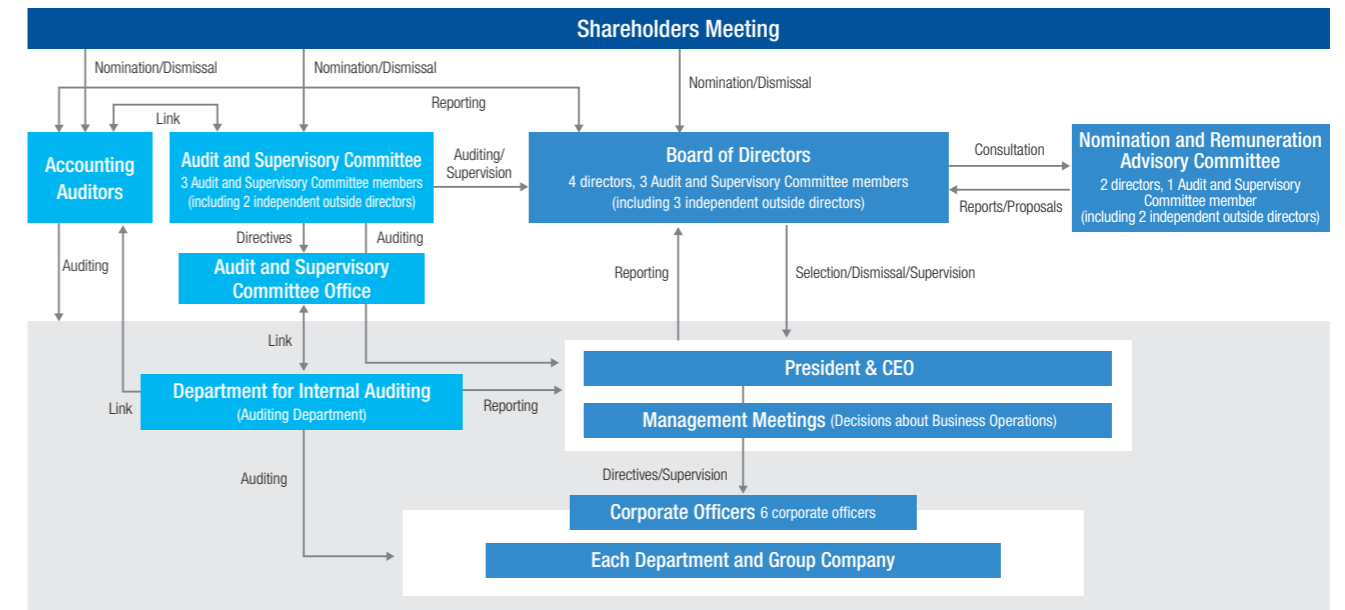 Shareholders Meeting
Nomination/Dismissal
Nomination/Dismissal
Nomination/Dismissal
Reporting
Link
Accounting
Auditors
Audit and Supervisory Committee
3 Audit and Supervisory Committee members
(including 2 independent outside directors)
Auditing/
Supervision
Board of Directors
4 directors, 3 Audit and Supervisory Committee members
(including 3 independent outside directors)
Consultation
Reports/Proposals
Nomination and Remuneration
Advisory Committee
2 directors, 1 Audit and Supervisory
Committee member
(including 2 independent outside directors)
Directives
Auditing
Auditing
Audit and Supervisory
Committee Office
Reporting
Selection/Dismissal/Supervision
Link
President & CEO
Link
Department for Internal Auditing
(Auditing Department)
Reporting
Management Meetings (Decisions about Business Operations)
Auditing
Directives/Supervision
Corporate Officers 6 corporate officers
Each Department and Group Company